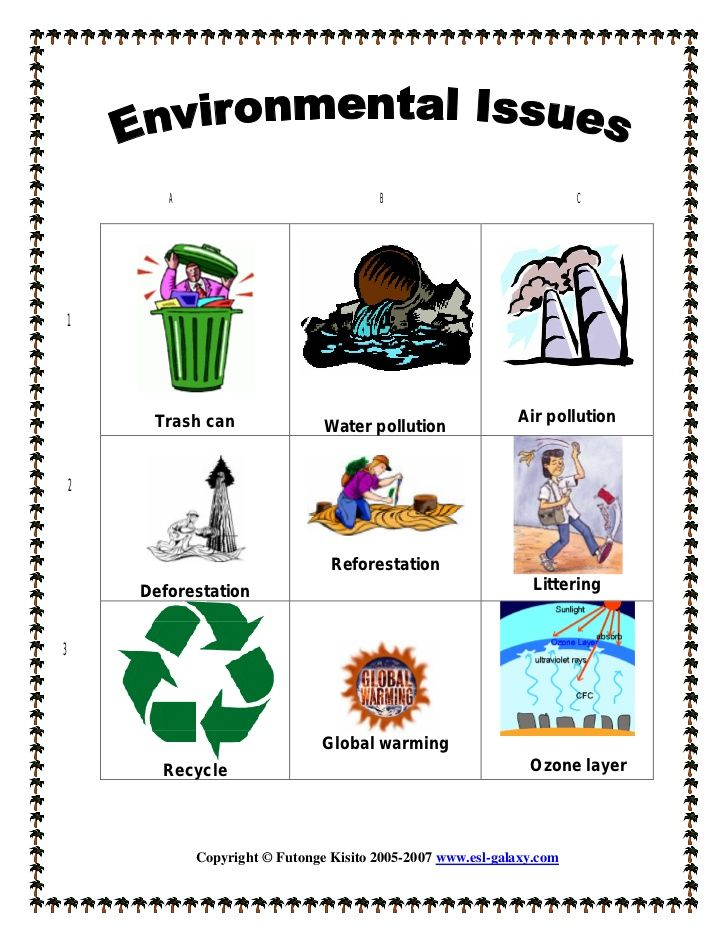 Environmental Issues
A B C
1
Trash can
Water pollution
Air pollution
2
Deforestation
Reforestation
Littering
3
Recycle
GLOBAL
WARMING
Global warming
Sunlight
absorb
Ozone Layer
ultraviolet rays
CFC
Ozone layer
Copyright © Futonge Kisito 2005-2007 www.esl-galaxy.com